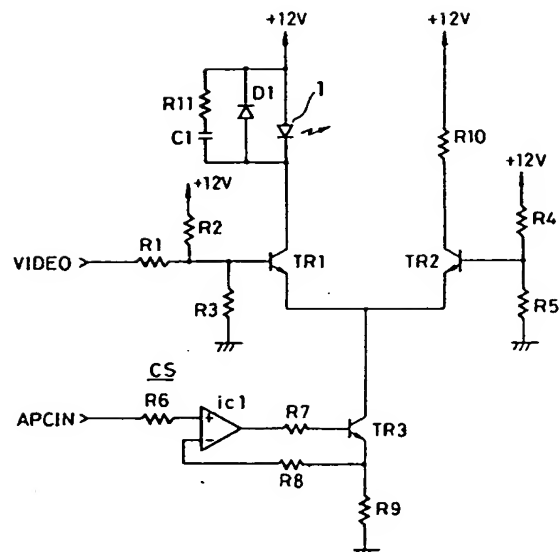 +12V
+12V
R11
D1
1
C1
R10
+12V
+12V
R2
R4
R1
VIDEO
TR1
TR2
R3
R5
CS
R6
ic1
R7
APCIN
+
−
TR3
R8
R9